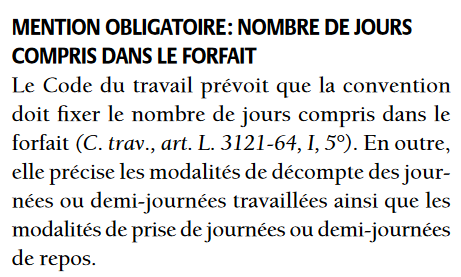 MENTION OBLIGATOIRE: NOMBRE DE JOURS
COMPRIS DANS LE FORFAIT
Le Code du travail prévoit que la convention
doit fixer le nombre de jours compris dans le
forfait (C. trav., art. L. 3121-64, I, 5°). En outre,
elle précise les modalités de décompte des jour-
nées ou demi-journées travaillées ainsi que les
modalités de prise de journées ou demi-journées
de repos.